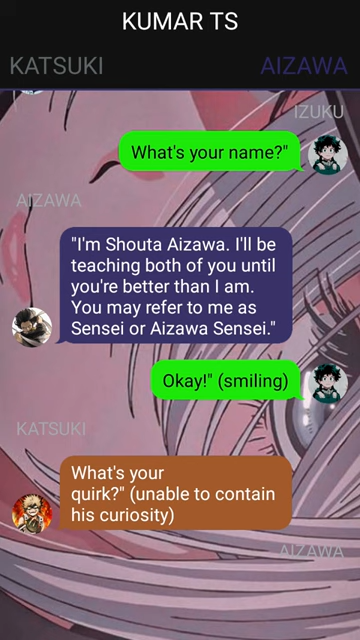 KUMAR TS
KATSUKI
AIZAWA
IZUKU
What's your name?"
AIZAWA
"I'm Shouta Aizawa. I'll be
teaching both of you until
you're better than I am.
You may refer to me as
Sensei or Aizawa Sensei."
Okay!" (smiling)
KATSUKI
What's your
quirk?" (unable to contain
his curiosity)
AIZAWA